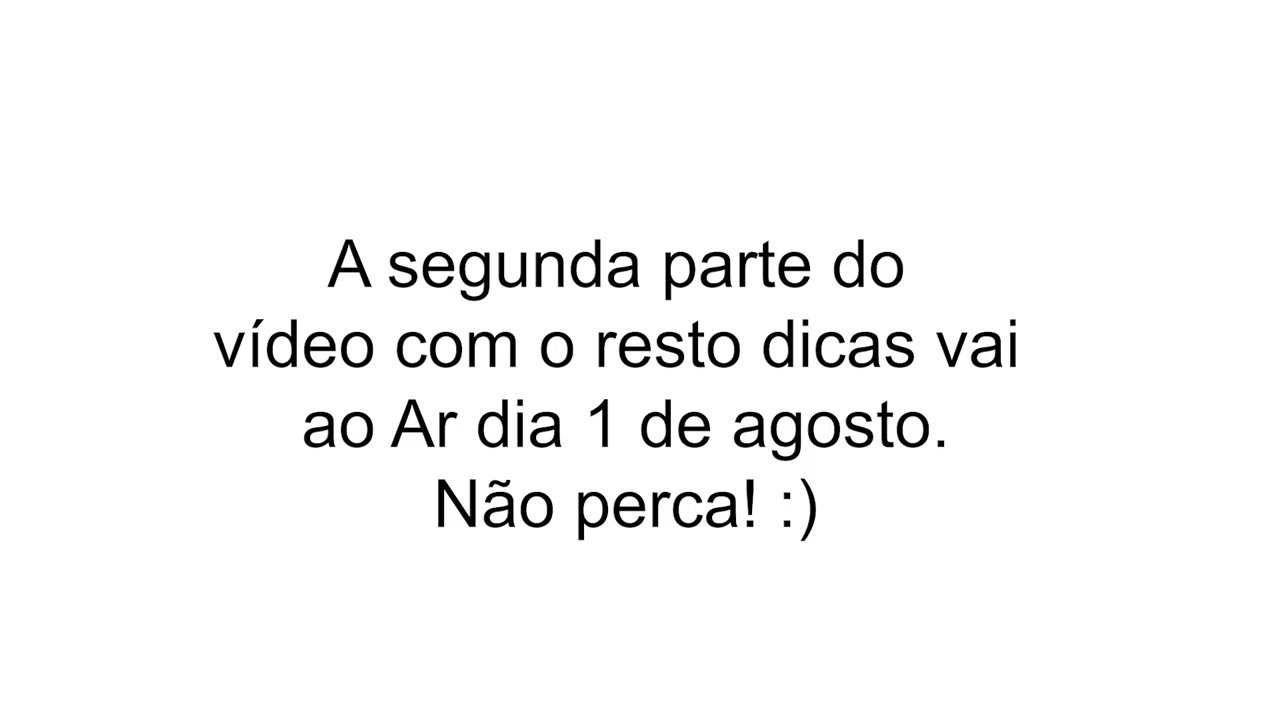 A segunda parte do
vídeo com o resto dicas vai
ao Ar dia 1 de agosto.
Não perca! :)